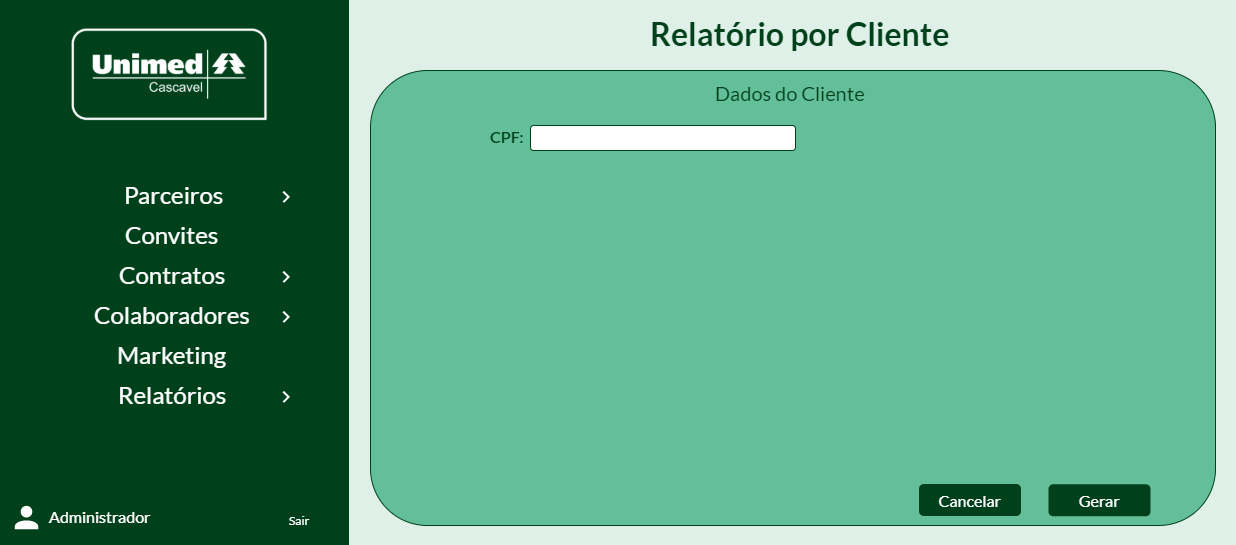 Unimed
Cascavel
Parceiros
Convites
Contratos
Colaboradores
Marketing
Relatórios
Administrador
Sair
Relatório por Cliente
Dados do Cliente
CPF:
Cancelar
Gerar